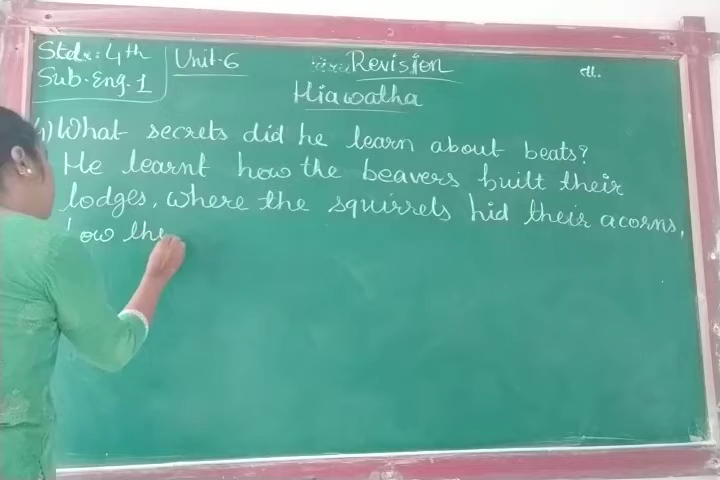 Std: 4th
Sub. Eng. 1
Unit-6
Revision
Hiawatha
1) What secrets did he learn about beats?
He learnt how the beavers built their
lodges, where the squirrels hid their acorns,
how the